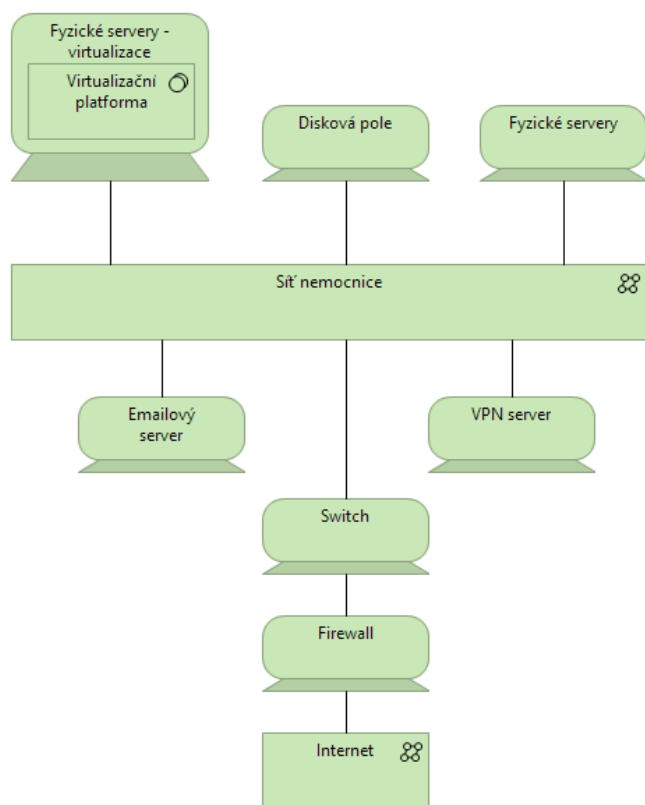 Fyzické servery -
virtualizace
Virtualizační
platforma
Disková pole
Fyzické servery
Síť nemocnice
Emailový
server
VPN server
Switch
Firewall
Internet